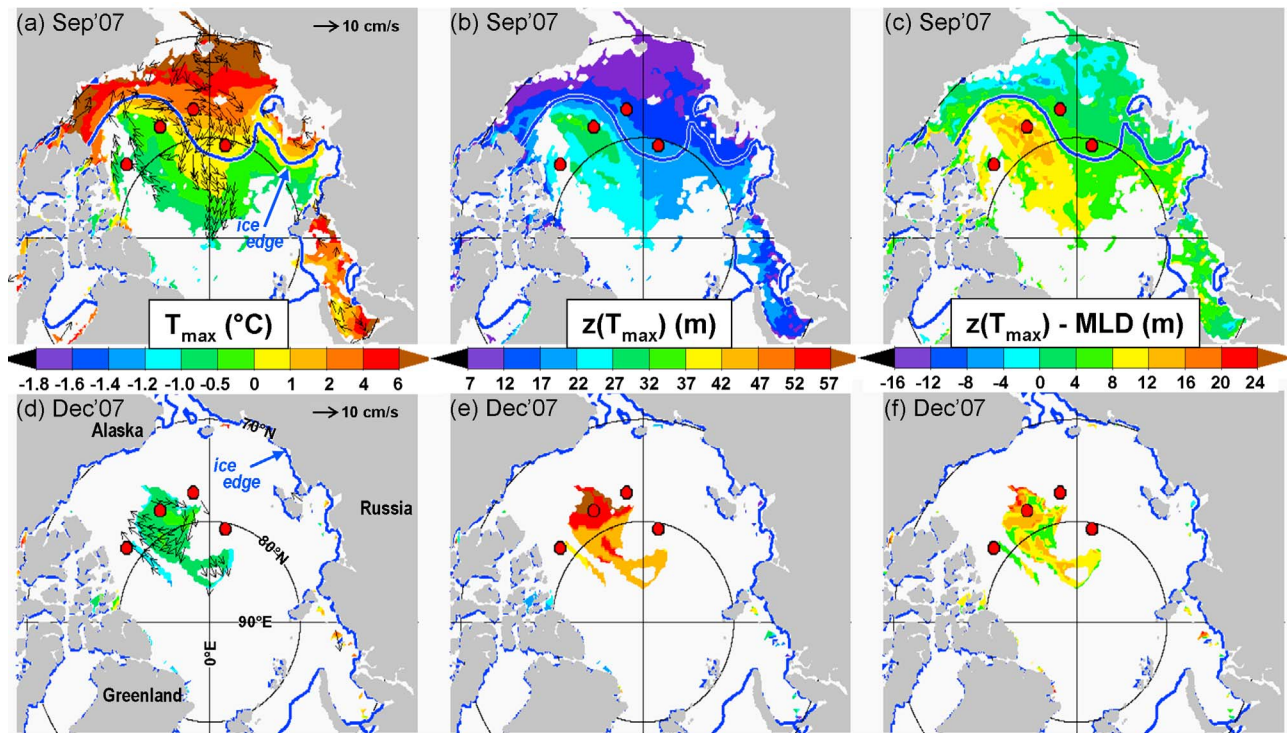 (a) Sep'07
10 cm/s
(b) Sep'07
(c) Sep'07
ice
edge
Tmax (°C)
z(Tmax) (m)
z(Tmax) - MLD (m)
-1.8 -1.6 -1.4 -1.2 -1.0 -0.5 0 1 2 4 6
7 12 17 22 27 32 37 42 47 52 57
-16 -12 -8 -4 0 4 8 12 16 20 24
(d) Dec'07
10 cm/s
(e) Dec'07
(f) Dec'07
Alaska
70°N
ice
edge
Russia
80°N
90°E
0°E
Greenland